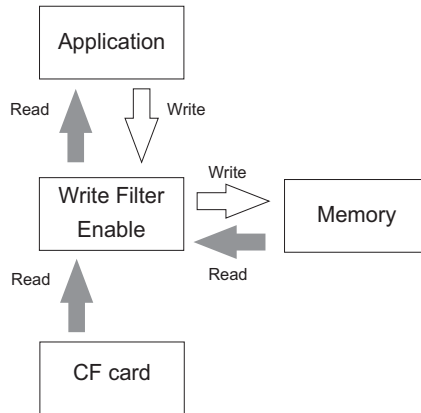 Application
Read
Write
Write
Write Filter
Enable
Memory
Read
Read
CF card